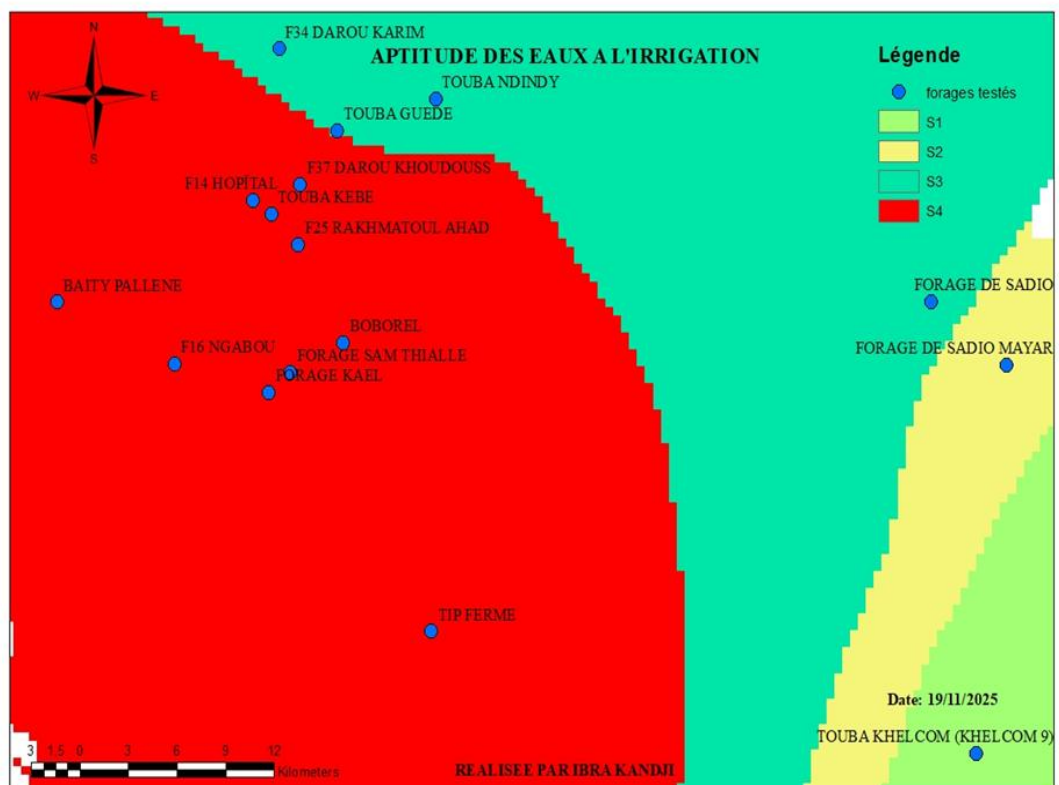 N
F34 DAROU KARIM
APTITUDE DES EAUX A L'IRRIGATION
Légende
W
E
TOUBA NDINDY
forages testés
S
TOUBA GUEDE
S1
S2
F37 DAROU KHOUDOUSS
S3
F14 HOPÏTAL
TOUBA KEBE
S4
F25 RAKHMATOUL AHAD
BAITY PALLENE
FORAGE DE SADIO
BOBOREL
F16 NGABOU
FORAGE SAM THIALLE
FORAGE DE SADIO MAYAR
FORAGE KAEL
TIP FERME
Date: 19/11/2025
TOUBA KHELCOM (KHELCOM 9)
3 1.5 0 3 6 9 12
Kilometers
REALISEE PAR IBRA KANDJI